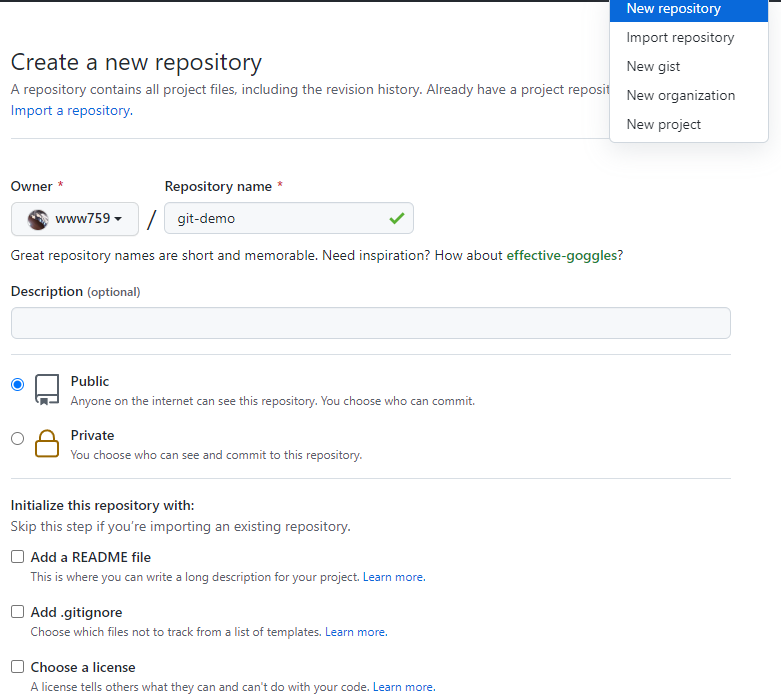 New repository
Import repository
New gist
New organization
New project
Create a new repository
A repository contains all project files, including the revision history. Already have a project
Import a repository.
Owner *
Repository name *
www759
/
git-demo
Great repository names are short and memorable. Need inspiration? How about effective-goggles?
Description (optional)
Public
Anyone on the internet can see this repository. You choose who can commit.
Private
You choose who can see and commit to this repository.
Initialize this repository with:
Skip this step if you're importing an existing repository.
Add a README file
This is where you can write a long description for your project. Learn more.
Add .gitignore
Choose which files not to track from a list of templates. Learn more.
Choose a license
A license tells others what they can and can't do with your code. Learn more.